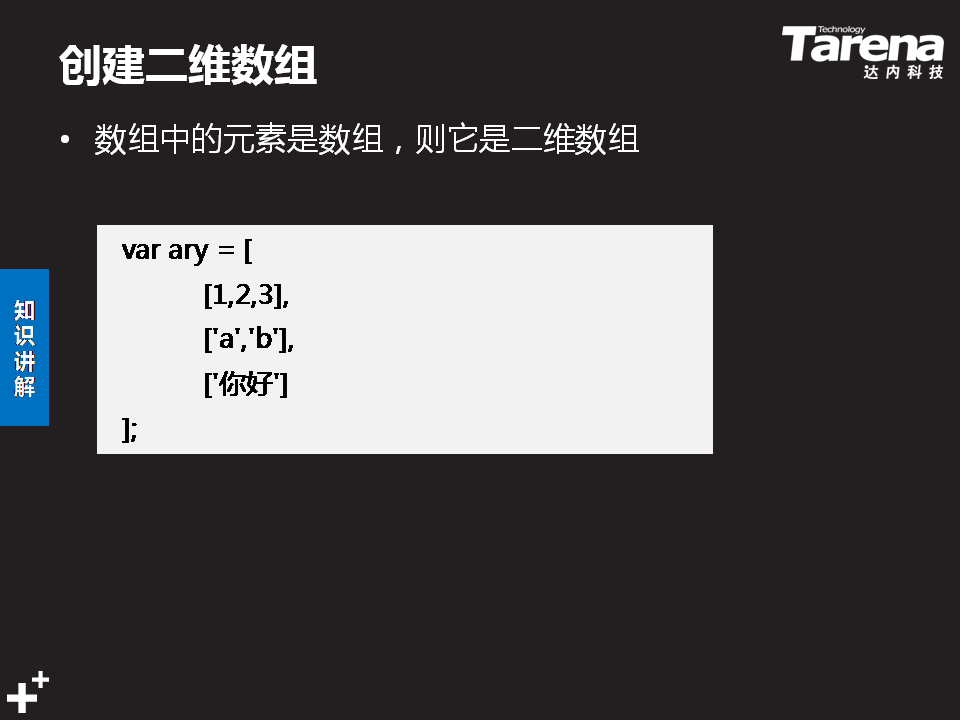 创建二维数组
Technology
Tarena
达内科技
• 数组中的元素是数组，则它是二维数组
var ary = [
[1,2,3],
['a','b'],
['你好']
];
知识讲解